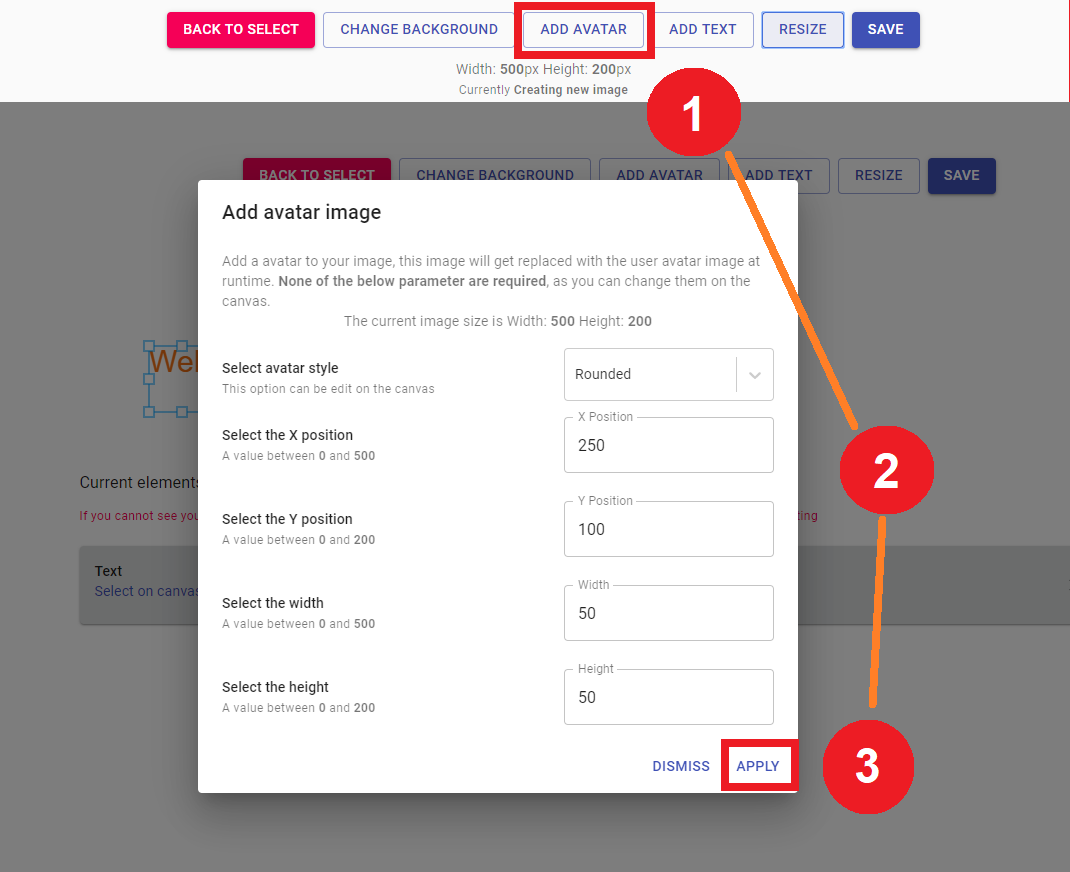 BACK TO SELECT CHANGE BACKGROUND ADD AVATAR ADD TEXT RESIZE SAVE
Width: 500px Height: 200px
Currently Creating new image
1
BACK TO SELECT CHANGE BACKGROUND ADD AVATAR ADD TEXT RESIZE SAVE
Add avatar image
Add a avatar to your image, this image will get replaced with the user avatar image at
runtime. None of the below parameter are required, as you can change them on the
canvas.
The current image size is Width: 500 Height: 200
Wel
Select avatar style
This option can be edit on the canvas
Rounded
Select the X position
A value between 0 and 500
X Position
250
2
Current elements
If you cannot see you
Select the Y position
A value between 0 and 200
Y Position
100
ting
Text
Select on canvas
Select the width
A value between 0 and 500
Width
50
Select the height
A value between 0 and 200
Height
50
DISMISS APPLY
3